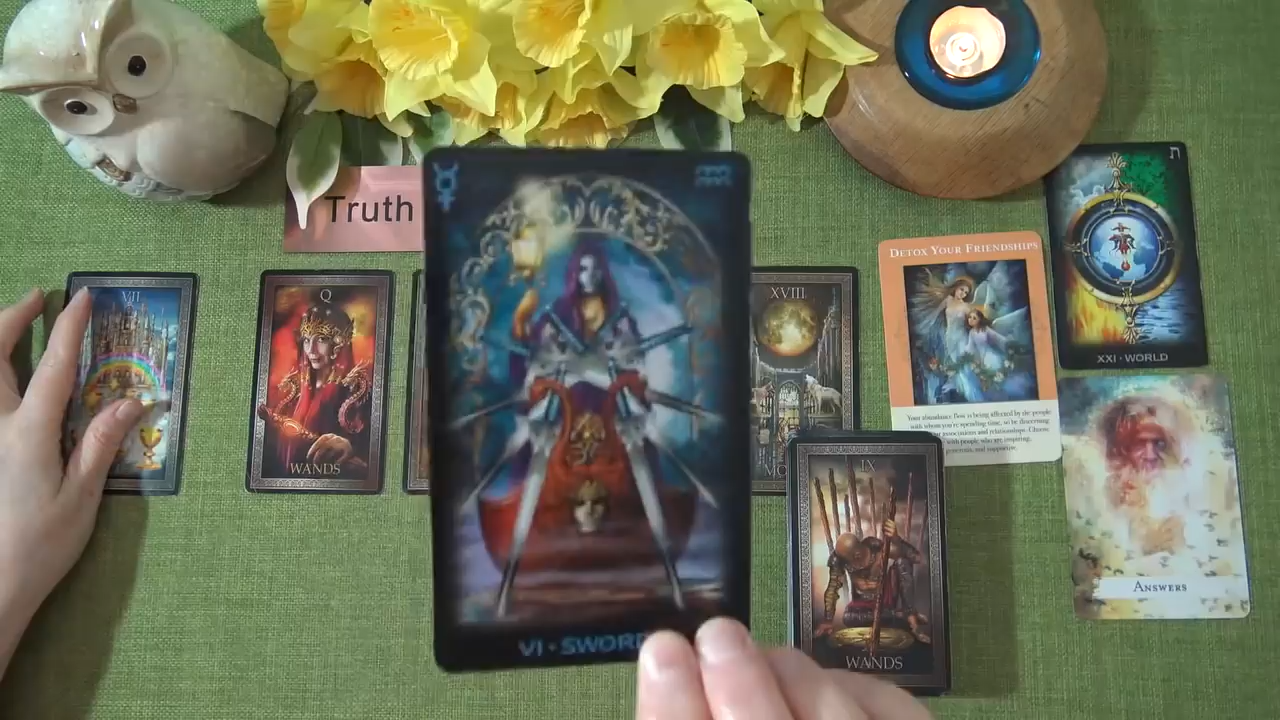 Truth
VII
Q
WANDS
VI · SWORD
XVIII
MO
DETOX YOUR FRIENDSHIPS
Your abundance flow is being affected by the people
with whom you're spending time, so be discerning
associations and relationships. Choose
with people who are inspiring,
and supportive.
ת
XXI · WORLD
IX
WANDS
ANSWERS